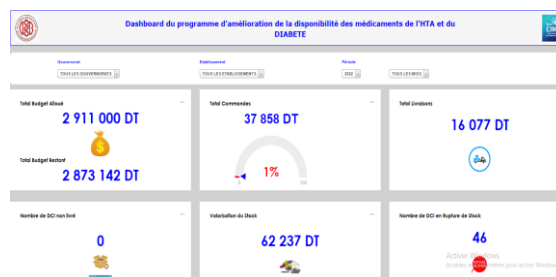 Dashboard du programme d'amélioration de la disponibilité des médicaments de l'HTA et du
DIABETE
Gouvernorat
Etablissement
Période
TOUS LES GOUVERNORATS
TOUS LES ETABLISSEMENTS
2022
TOUS LES MOIS
Total Budget Alloué
2 911 000 DT
Total Budget Restant
2 873 142 DT
Total Commandes
37 858 DT
1%
0
100
Total Livraisons
16 077 DT
Nombre de DCI non livré
0
Valorisation du Stock
62 237 DT
Nombre de DCI en Rupture de Stock
46
Activer Windows